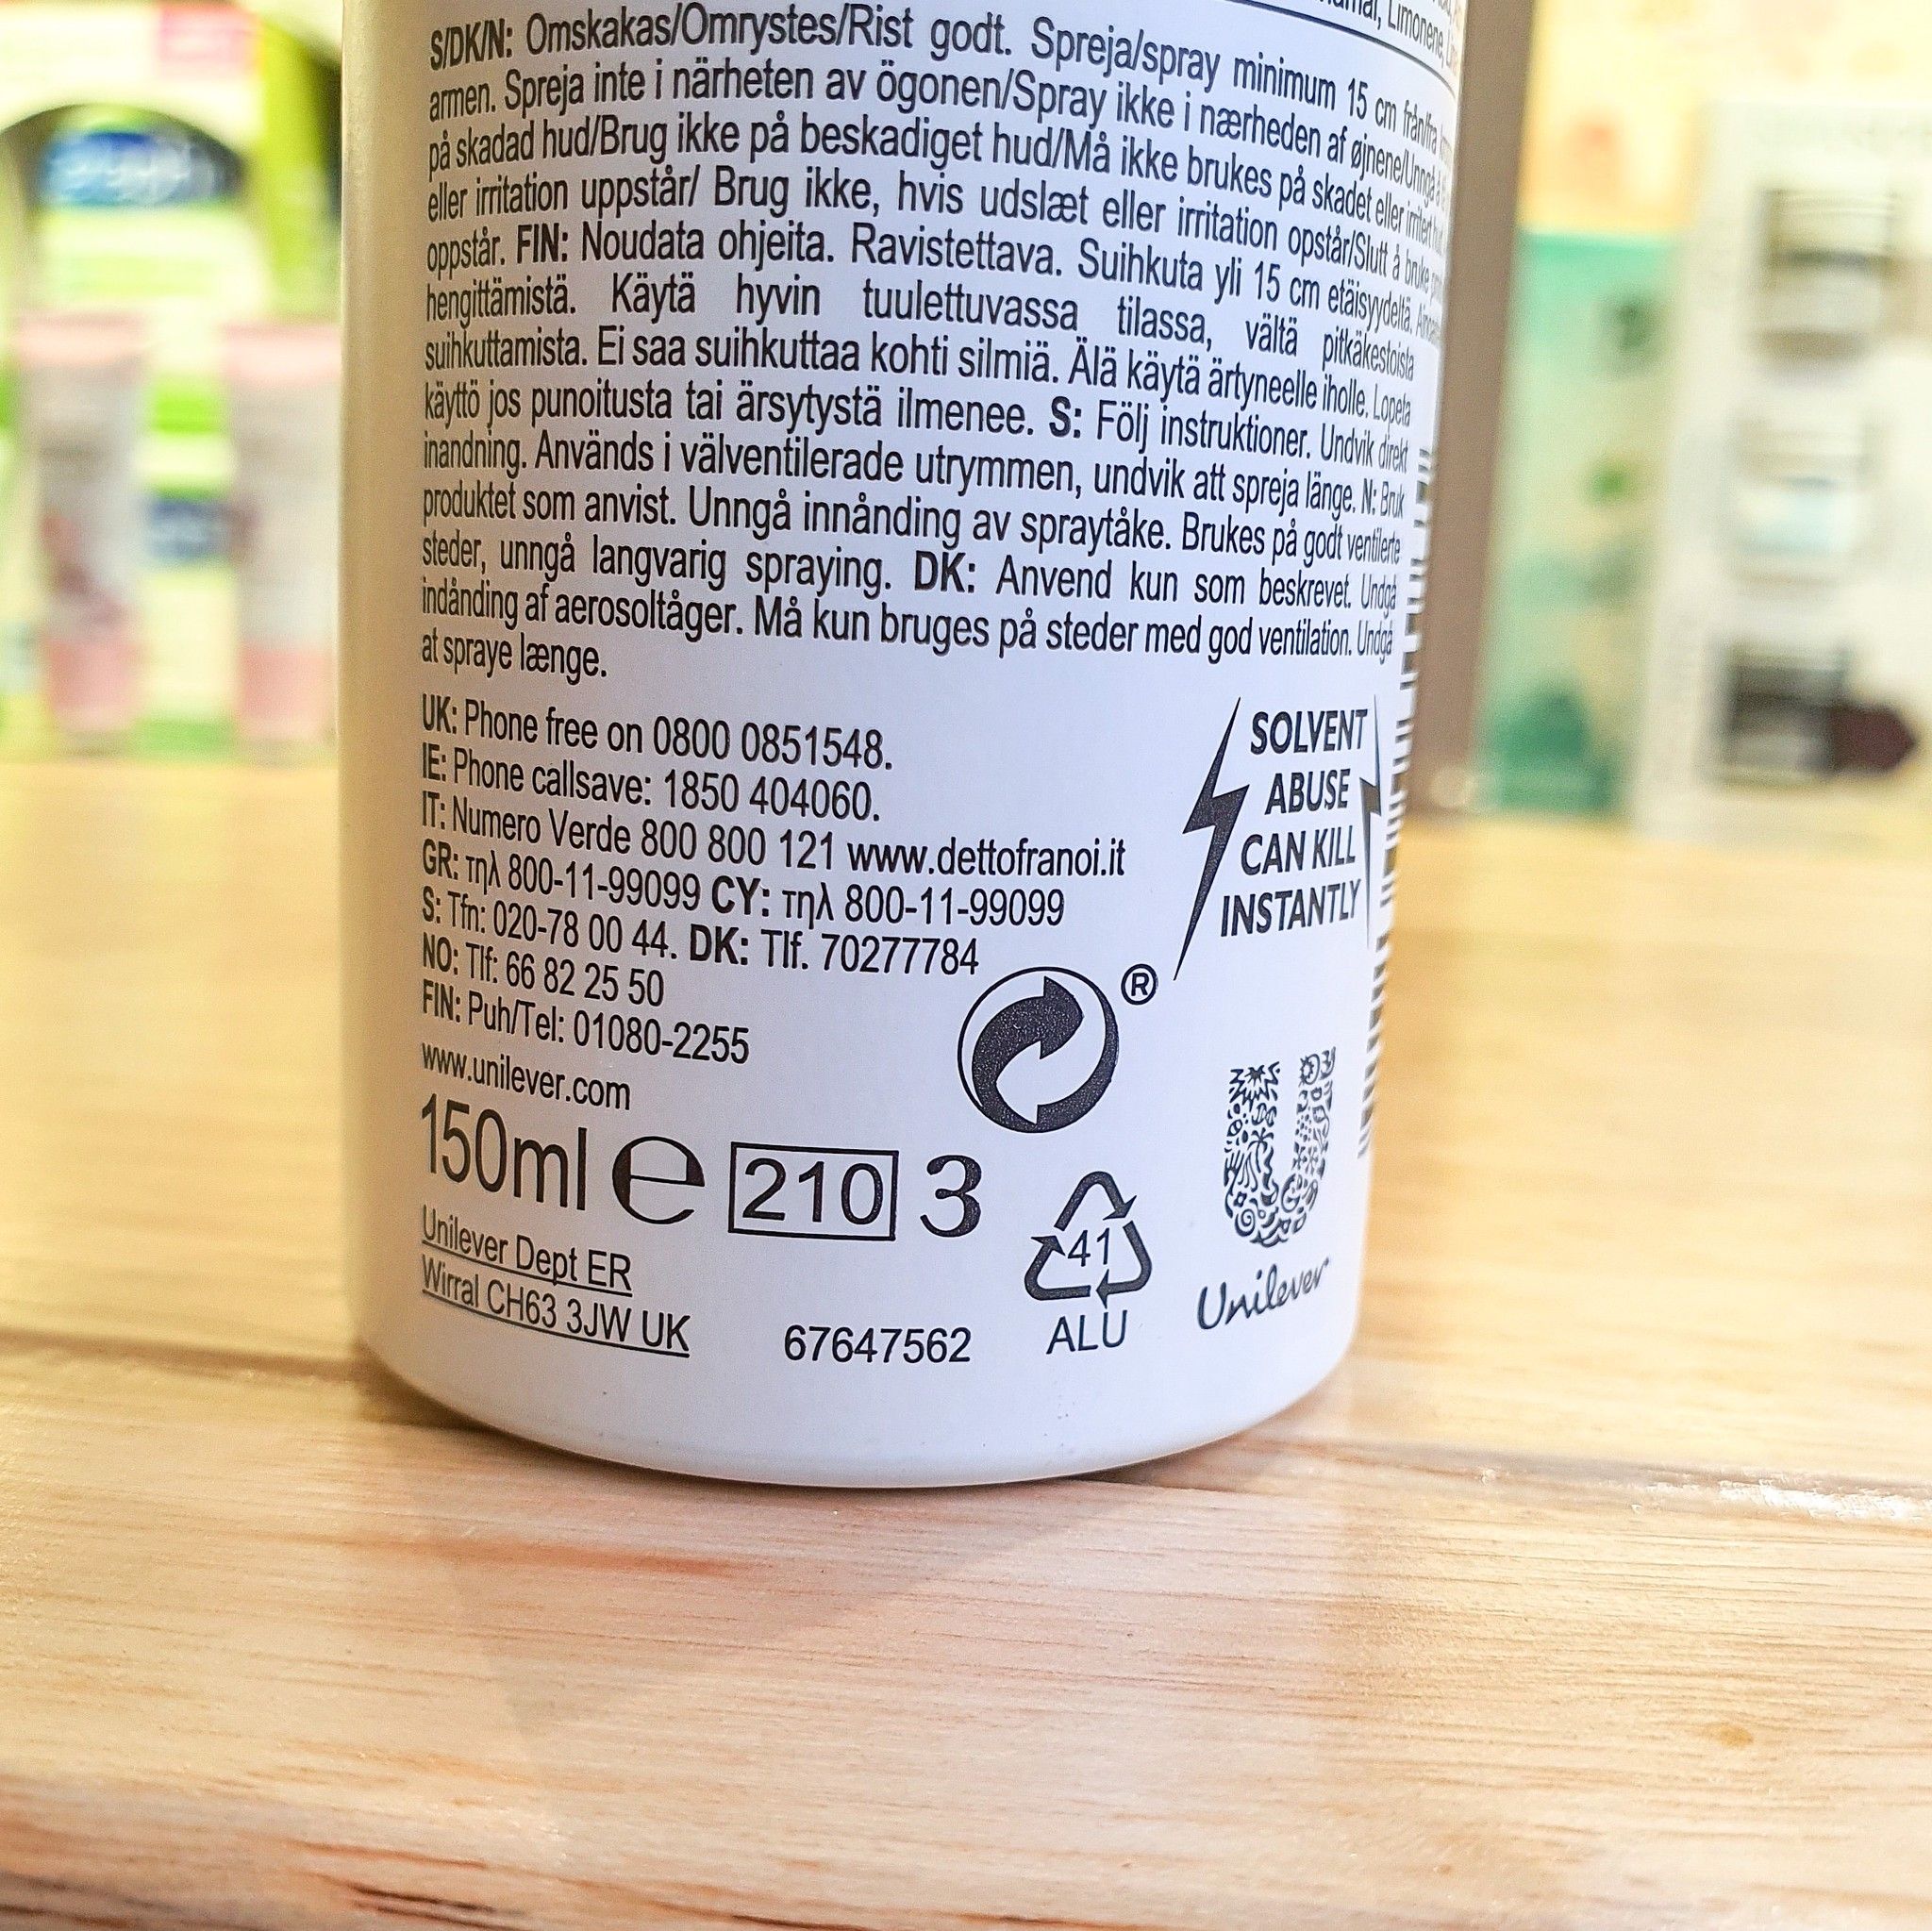 Limonene,
S/DK/N: Omskakas/Omrystes/Rist godt. Spreja/spray minimum 15 cm från/fra
armen. Spreja inte i närheten av ögonen/Spray ikke i nærheden af øjnene/Unngå å
på skadad hud/Brug ikke på beskadiget hud/Må ikke brukes på skadet eller irritert hud.
eller irritation uppstår/ Brug ikke, hvis udslæt eller irritation opstår/Slutt å bruke
oppstår. FIN: Noudata ohjeita. Ravistettava. Suihkuta yli 15 cm etäisyydeltä.
hengittämistä. Käytä hyvin tuulettuvassa tilassa, vältä pitkäkestoista
suihkuttamista. Ei saa suihkuttaa kohti silmiä. Älä käytä ärtyneelle iholle. Lopeta
käyttö jos punoitusta tai ärsytystä ilmenee. S: Följ instruktioner. Undvik direkt
inandning. Används i välventilerade utrymmen, undvik att spreja länge. N: Bruk
produktet som anvist. Unngå innånding av spraytåke. Brukes på godt ventilerte
steder, unngå langvarig spraying. DK: Anvend kun som beskrevet. Undgå
indånding af aerosoltåger. Må kun bruges på steder med god ventilation. Undgå
at spraye længe.
UK: Phone free on 0800 0851548.
IE: Phone callsave: 1850 404060.
IT: Numero Verde 800 800 121 www.dettofranoi.it
GR: τηλ 800-11-99099 CY: τηλ 800-11-99099
S: Tfn: 020-78 00 44. DK: Tlf. 70277784
NO: Tlf: 66 82 25 50
FIN: Puh/Tel: 01080-2255
www.unilever.com
SOLVENT
ABUSE
CAN KILL
INSTANTLY
®
150ml e 210 3
41
ALU
Unilever
Unilever Dept ER
Wirral CH63 3JW UK
67647562